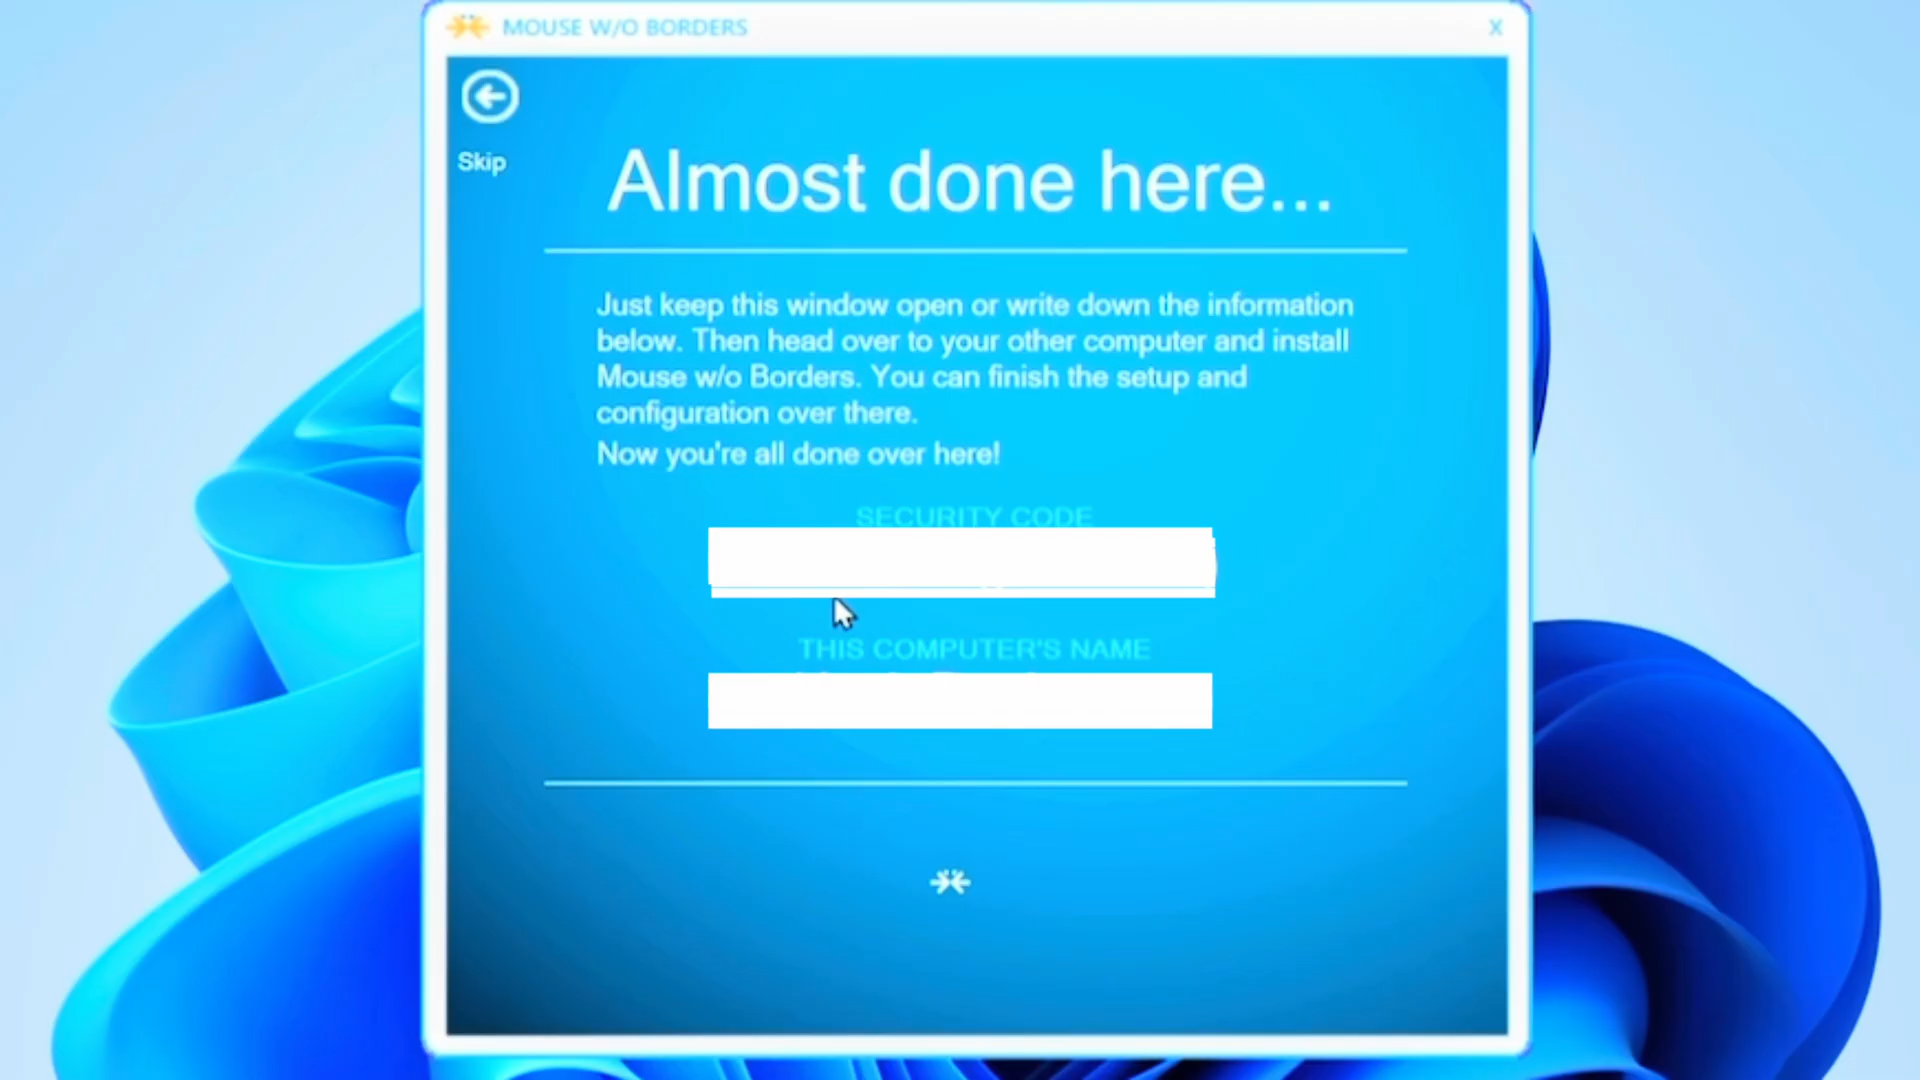 MOUSE W/O BORDERS
X
Skip
Almost done here...
Just keep this window open or write down the information
below. Then head over to your other computer and install
Mouse w/o Borders. You can finish the setup and
configuration over there.
Now you're all done over here!
SECURITY CODE
THIS COMPUTER'S NAME